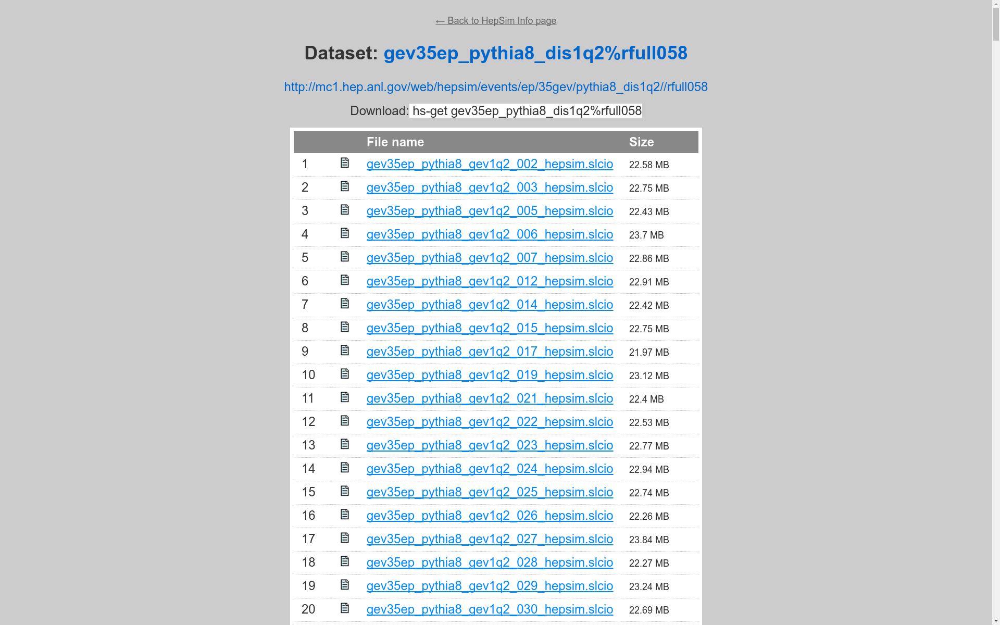 ← Back to HepSim Info page
Dataset: gev35ep_pythia8_dis1q2%rfull058
http://mc1.hep.anl.gov/web/hepsim/events/ep/35gev/pythia8_dis1q2//rfull058
Download: hs-get gev35ep_pythia8_dis1q2%rfull058
File name Size
1 gev35ep_pythia8_gev1q2_002_hepsim.slcio 22.58 MB
2 gev35ep_pythia8_gev1q2_003_hepsim.slcio 22.75 MB
3 gev35ep_pythia8_gev1q2_005_hepsim.slcio 22.43 MB
4 gev35ep_pythia8_gev1q2_006_hepsim.slcio 23.7 MB
5 gev35ep_pythia8_gev1q2_007_hepsim.slcio 22.86 MB
6 gev35ep_pythia8_gev1q2_012_hepsim.slcio 22.91 MB
7 gev35ep_pythia8_gev1q2_014_hepsim.slcio 22.42 MB
8 gev35ep_pythia8_gev1q2_015_hepsim.slcio 22.75 MB
9 gev35ep_pythia8_gev1q2_017_hepsim.slcio 21.97 MB
10 gev35ep_pythia8_gev1q2_019_hepsim.slcio 23.12 MB
11 gev35ep_pythia8_gev1q2_021_hepsim.slcio 22.4 MB
12 gev35ep_pythia8_gev1q2_022_hepsim.slcio 22.53 MB
13 gev35ep_pythia8_gev1q2_023_hepsim.slcio 22.77 MB
14 gev35ep_pythia8_gev1q2_024_hepsim.slcio 22.94 MB
15 gev35ep_pythia8_gev1q2_025_hepsim.slcio 22.74 MB
16 gev35ep_pythia8_gev1q2_026_hepsim.slcio 22.26 MB
17 gev35ep_pythia8_gev1q2_027_hepsim.slcio 23.84 MB
18 gev35ep_pythia8_gev1q2_028_hepsim.slcio 22.27 MB
19 gev35ep_pythia8_gev1q2_029_hepsim.slcio 23.24 MB
20 gev35ep_pythia8_gev1q2_030_hepsim.slcio 22.69 MB